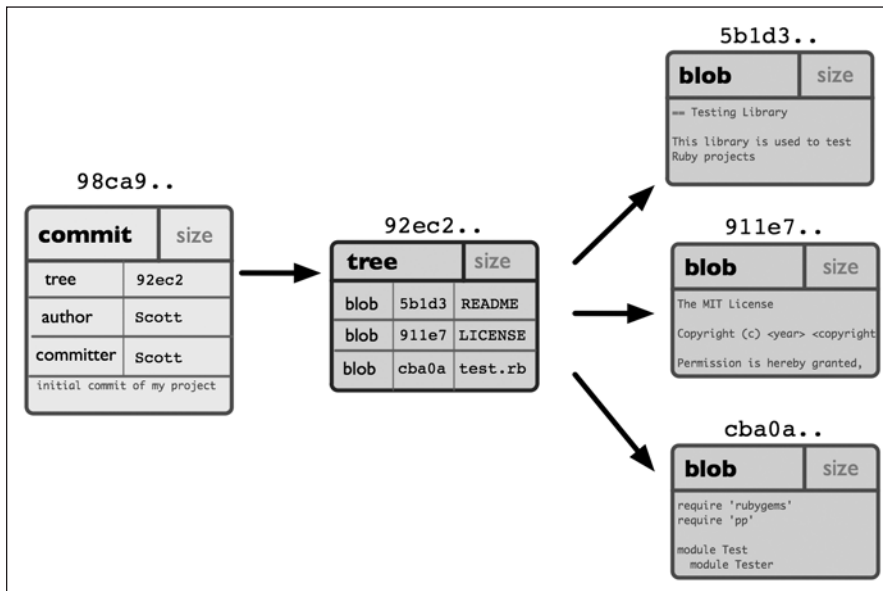 98ca9..
commit size
tree 92ec2
author Scott
committer Scott
initial commit of my project
92ec2..
tree size
blob 5b1d3 README
blob 911e7 LICENSE
blob cba0a test.rb
5b1d3..
blob size
== Testing Library
This library is used to test
Ruby projects
911e7..
blob size
The MIT License
Copyright (c) <year> <copyright
Permission is hereby granted,
cba0a..
blob size
require 'rubygems'
require 'pp'
module Test
module Tester